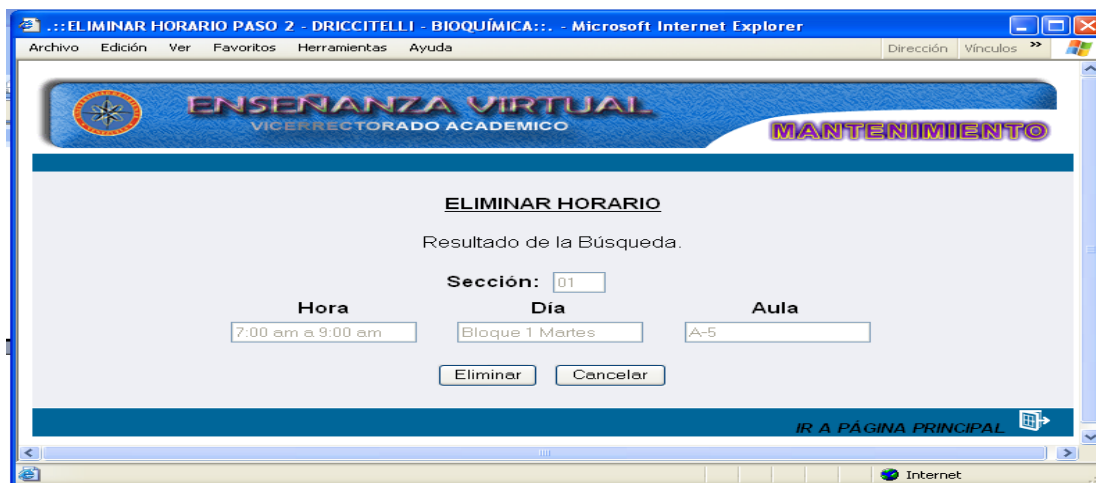 .::ELIMINAR HORARIO PASO 2 - DRICCITELLI - BIOQUÍMICA::. - Microsoft Internet Explorer
Archivo Edición Ver Favoritos Herramientas Ayuda Dirección Vínculos »
ENSEÑANZA VIRTUAL
VICERRECTORADO ACADEMICO
MANTENIMIENTO
ELIMINAR HORARIO
Resultado de la Búsqueda.
Sección: 01
Hora Día Aula
7:00 am a 9:00 am Bloque 1 Martes A-5
Eliminar Cancelar
IR A PÁGINA PRINCIPAL
Internet